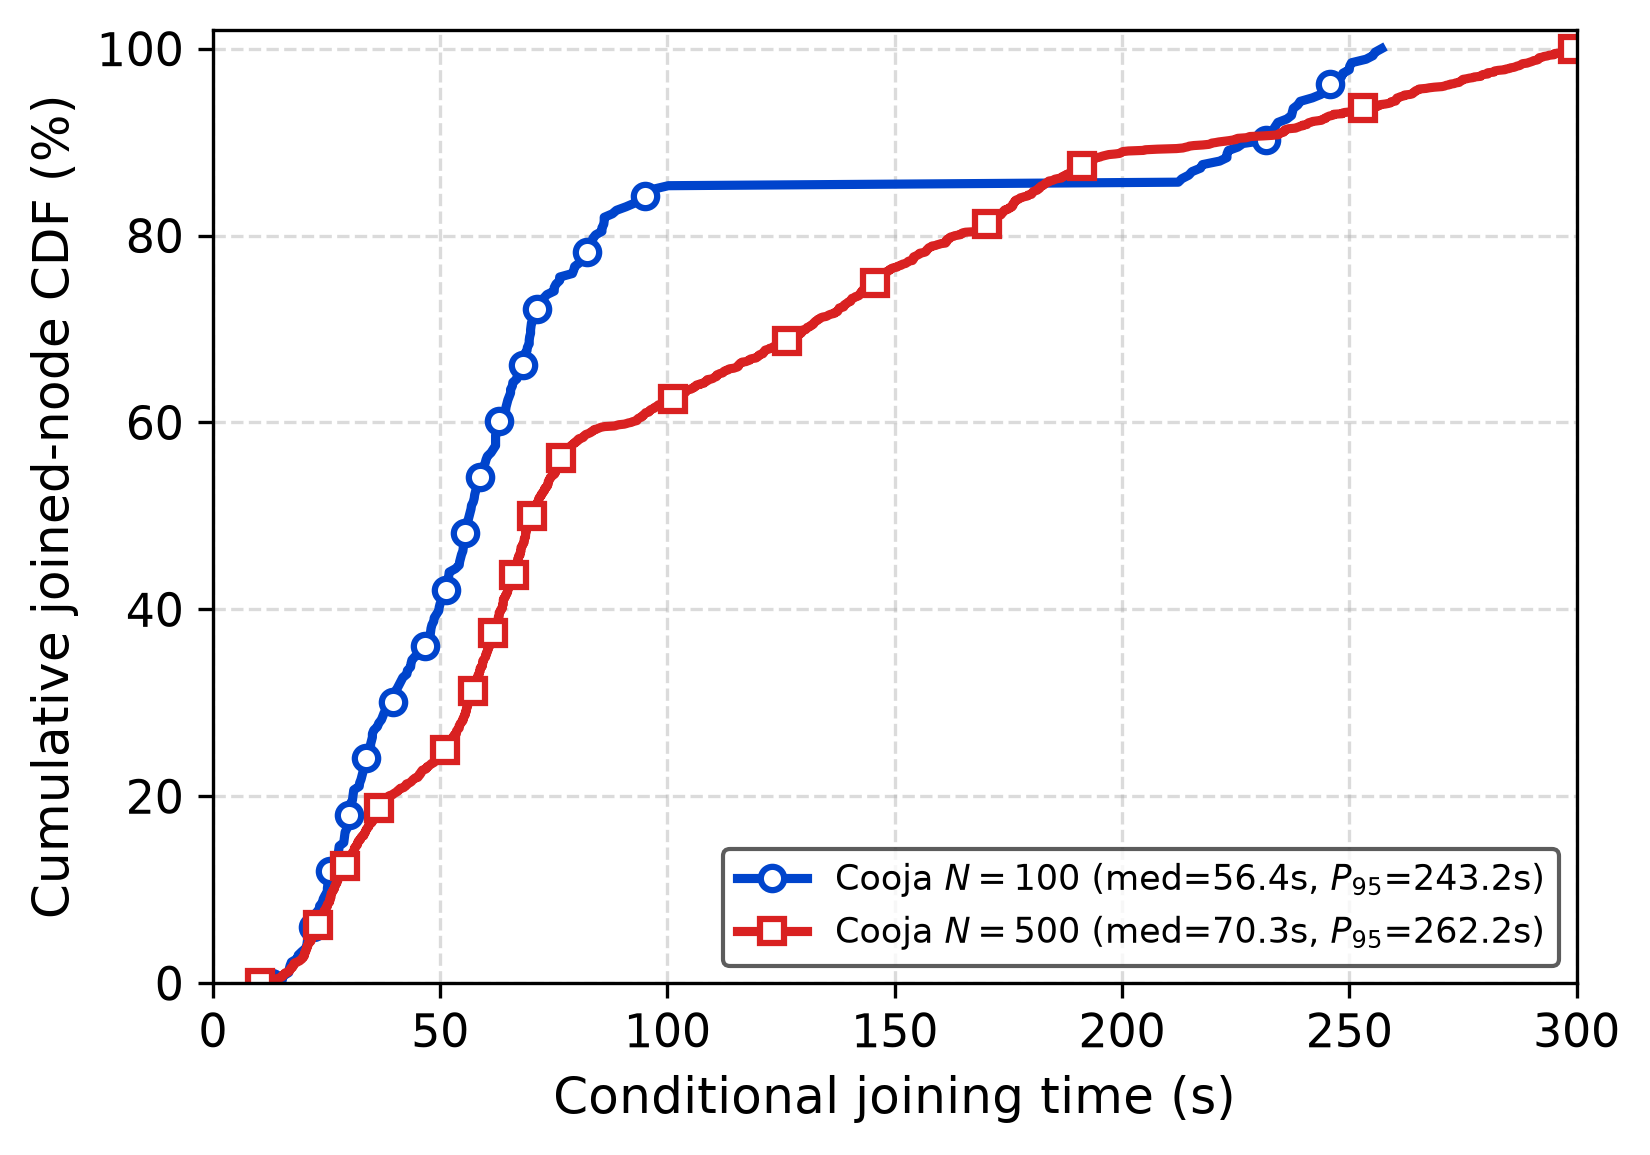 Cumulative joined-node CDF (%)
100
80
60
40
20
0
Cooja N = 100 (med=56.4s, P₉₅=243.2s)
Cooja N = 500 (med=70.3s, P₉₅=262.2s)
0 50 100 150 200 250 300
Conditional joining time (s)